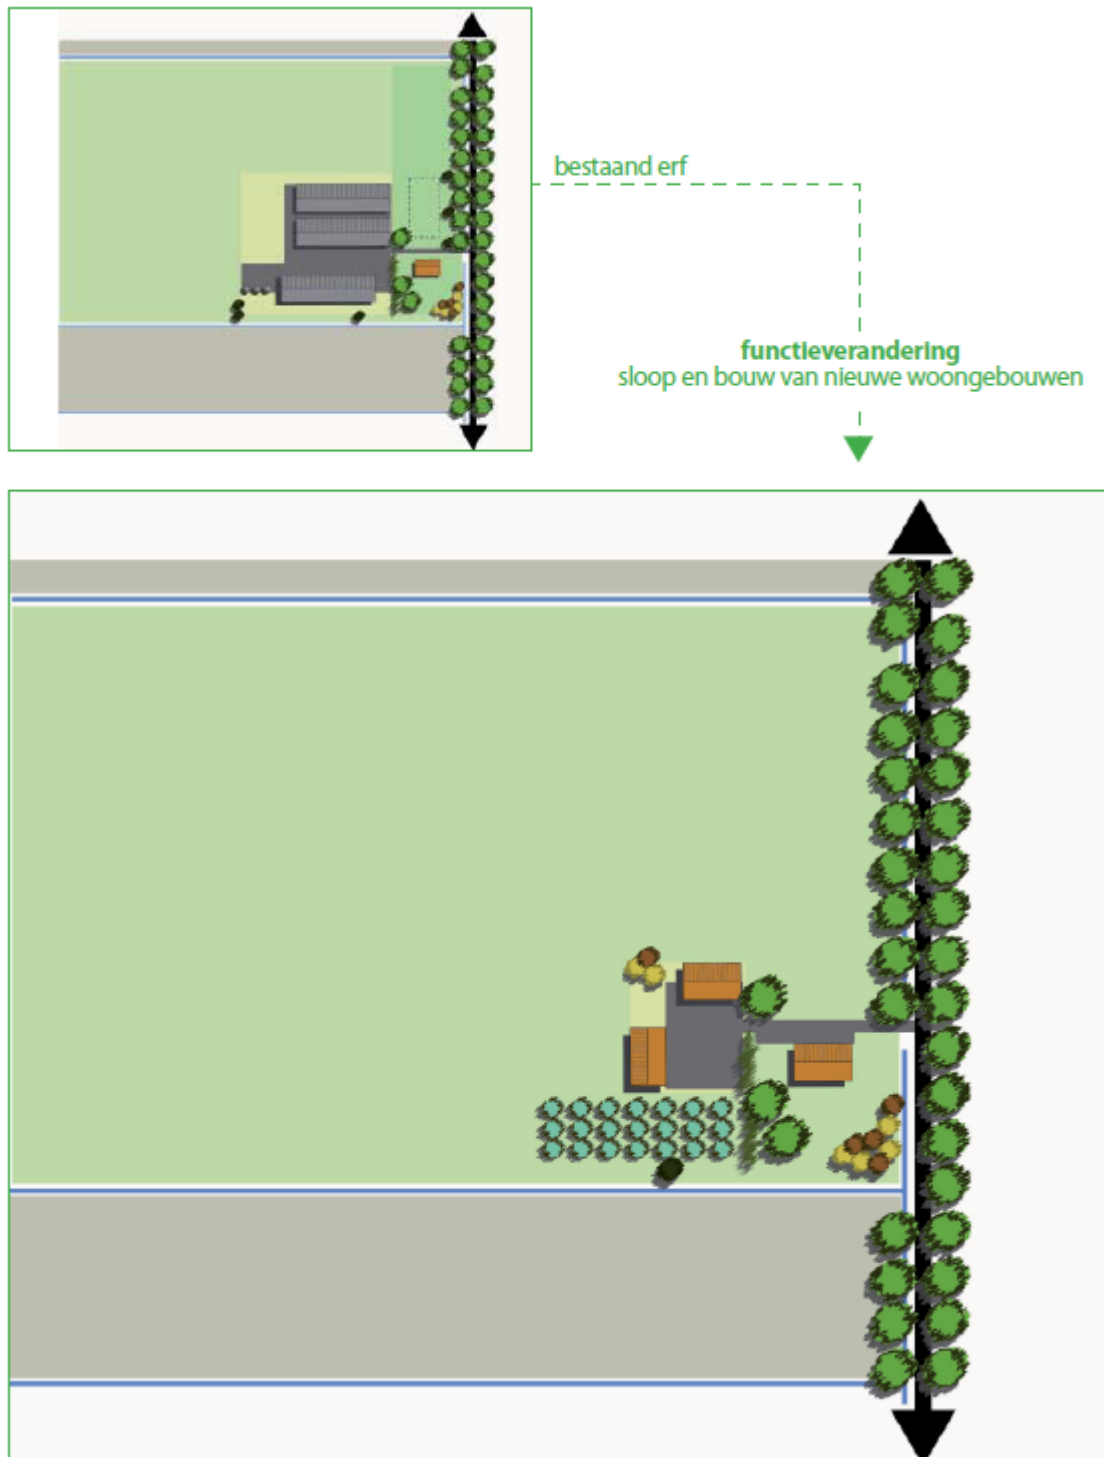 bestaand erf
functieverandering
sloop en bouw van nieuwe woongebouwen